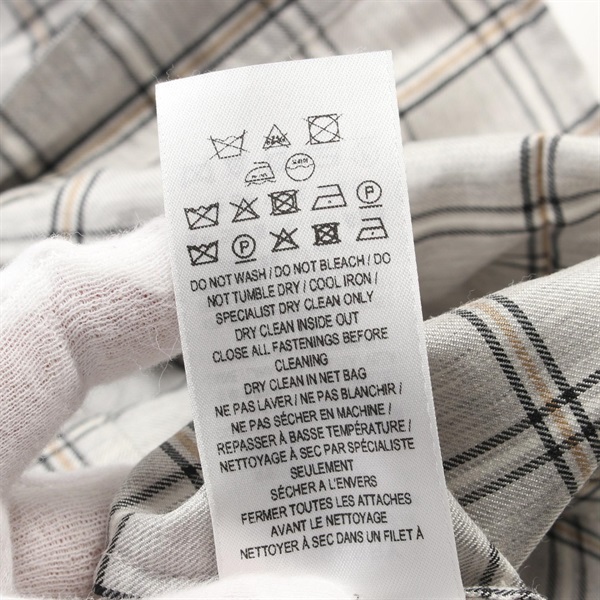 DO NOT WASH / DO NOT BLEACH / DO
NOT TUMBLE DRY / COOL IRON /
SPECIALIST DRY CLEAN ONLY
DRY CLEAN INSIDE OUT
CLOSE ALL FASTENINGS BEFORE
CLEANING
DRY CLEAN IN NET BAG
NE PAS LAVER / NE PAS BLANCHIR /
NE PAS SÉCHER EN MACHINE /
REPASSER À BASSE TEMPÉRATURE /
NETTOYAGE À SEC PAR SPÉCIALISTE
SEULEMENT
SÉCHER A L'ENVERS
FERMER TOUTES LES ATTACHES
AVANT LE NETTOYAGE
NETTOYER À SEC DANS UN FILET À